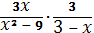 3x/(x² − 9) · 3/(3 − x)